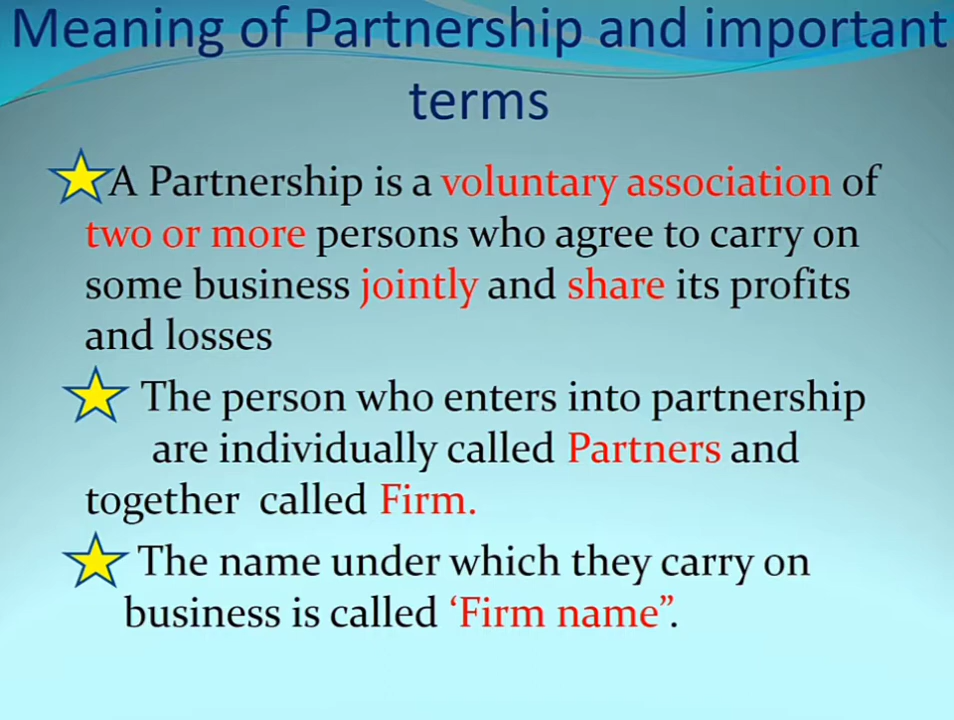 Meaning of Partnership and important
terms
A Partnership is a voluntary association of
two or more persons who agree to carry on
some business jointly and share its profits
and losses
The person who enters into partnership
are individually called Partners and
together called Firm.
The name under which they carry on
business is called ‘Firm name”.